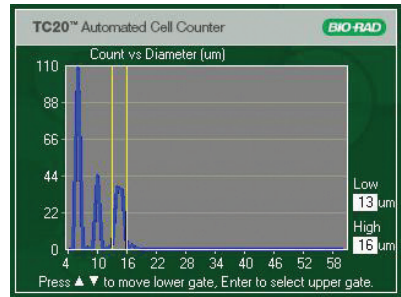 TC20™ Automated Cell Counter
BIO-RAD
Count vs Diameter (um)
110
88
66
44
22
0
4 10 16 22 28 34 40 46 52 58
Low
13 um
High
16 um
Press ▲ ▼ to move lower gate, Enter to select upper gate.